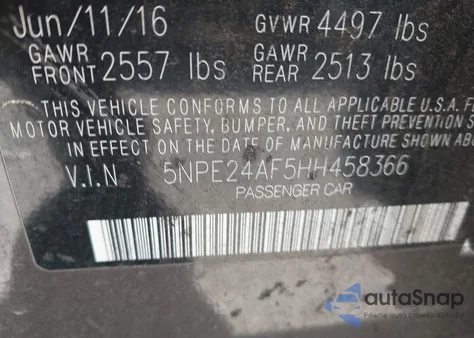 Jun/11/16 GVWR 4497 lbs
GAWR FRONT 2557 lbs GAWR REAR 2513 lbs
THIS VEHICLE CONFORMS TO ALL APPLICABLE U.S.A. F
MOTOR VEHICLE SAFETY, BUMPER, AND THEFT PREVENTION S
IN EFFECT ON THE DATE OF MANUFACTURE SHOWN ABO
V.I.N 5NPE24AF5HH458366
PASSENGER CAR
autoSnap